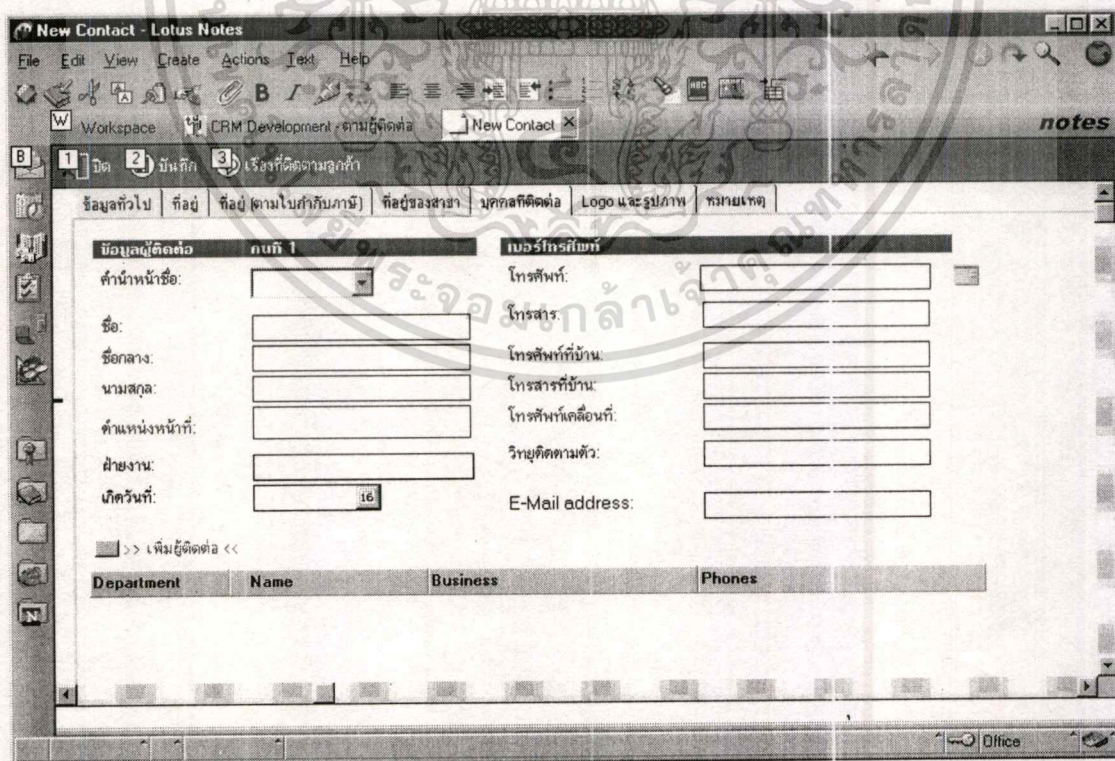 New Contact - Lotus Notes
File Edit View Create Actions Text Help
Workspace CRM Development - ตามผู้ติดต่อ New Contact notes
1 ปิด 2 บันทึก 3 เรื่องที่ติดตามลูกค้า
ข้อมูลทั่วไป ที่อยู่ ที่อยู่ (ตามใบกำกับภาษี) ที่อยู่ของสาขา บุคคลที่ติดต่อ Logo และรูปภาพ หมายเหตุ
ข้อมูลผู้ติดต่อ คนที่ 1 เบอร์โทรศัพท์
คำนำหน้าชื่อ: โทรศัพท์:
ชื่อ: โทรสาร:
ชื่อกลาง: โทรศัพท์ที่บ้าน:
นามสกุล: โทรสารที่บ้าน:
ตำแหน่งหน้าที่: โทรศัพท์เคลื่อนที่:
ฝ่ายงาน: วิทยุติดตามตัว:
เกิดวันที่: 16 E-Mail address:
>> เพิ่มผู้ติดต่อ <<
Department Name Business Phones
Office